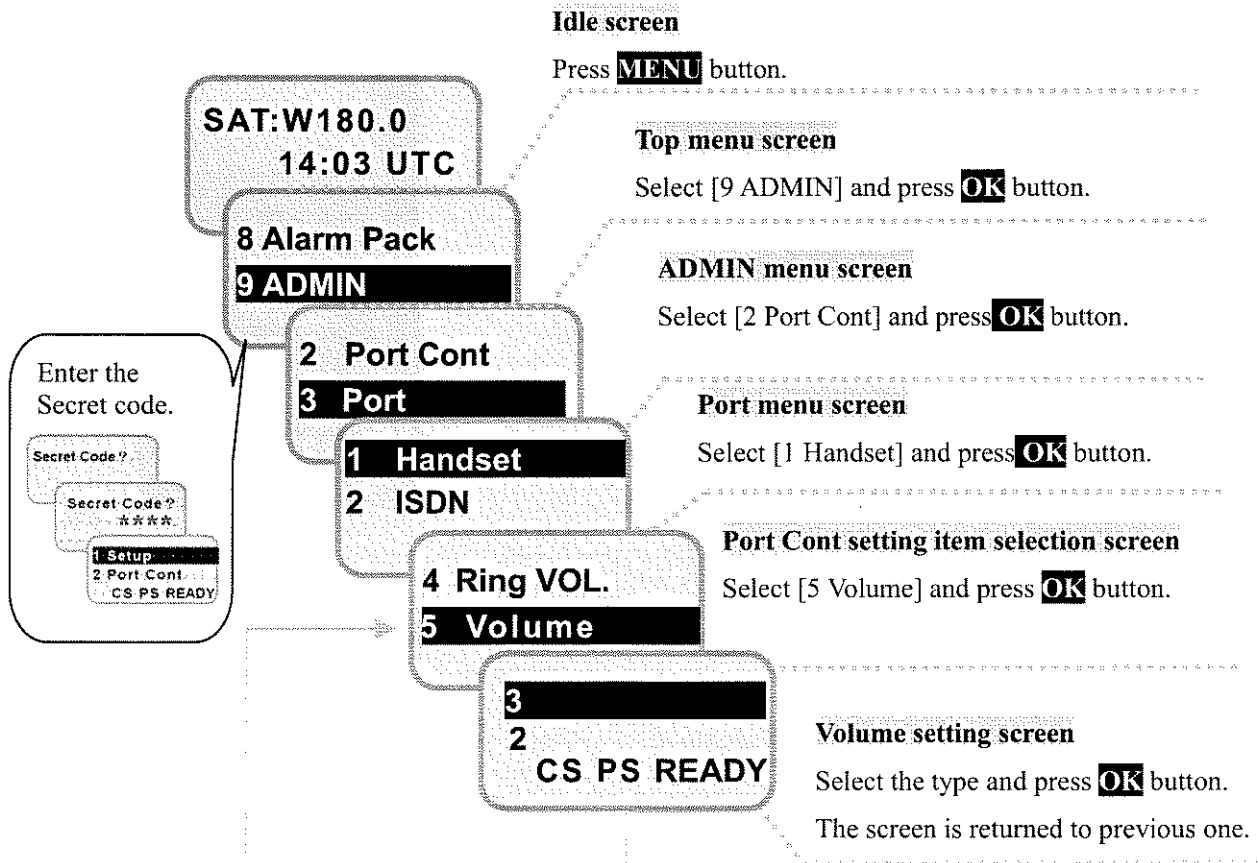 Idle screen
Press MENU button.
SAT:W180.0
14:03 UTC
Top menu screen
Select [9 ADMIN] and press OK button.
8 Alarm Pack
9 ADMIN
ADMIN menu screen
Select [2 Port Cont] and press OK button.
2 Port Cont
3 Port
Enter the
Secret code.
Secret Code ?
Secret Code ?
****
1 Setup
2 Port Cont
CS PS READY
Port menu screen
Select [1 Handset] and press OK button.
1 Handset
2 ISDN
Port Cont setting item selection screen
Select [5 Volume] and press OK button.
4 Ring VOL.
5 Volume
3
2
CS PS READY
Volume setting screen
Select the type and press OK button.
The screen is returned to previous one.